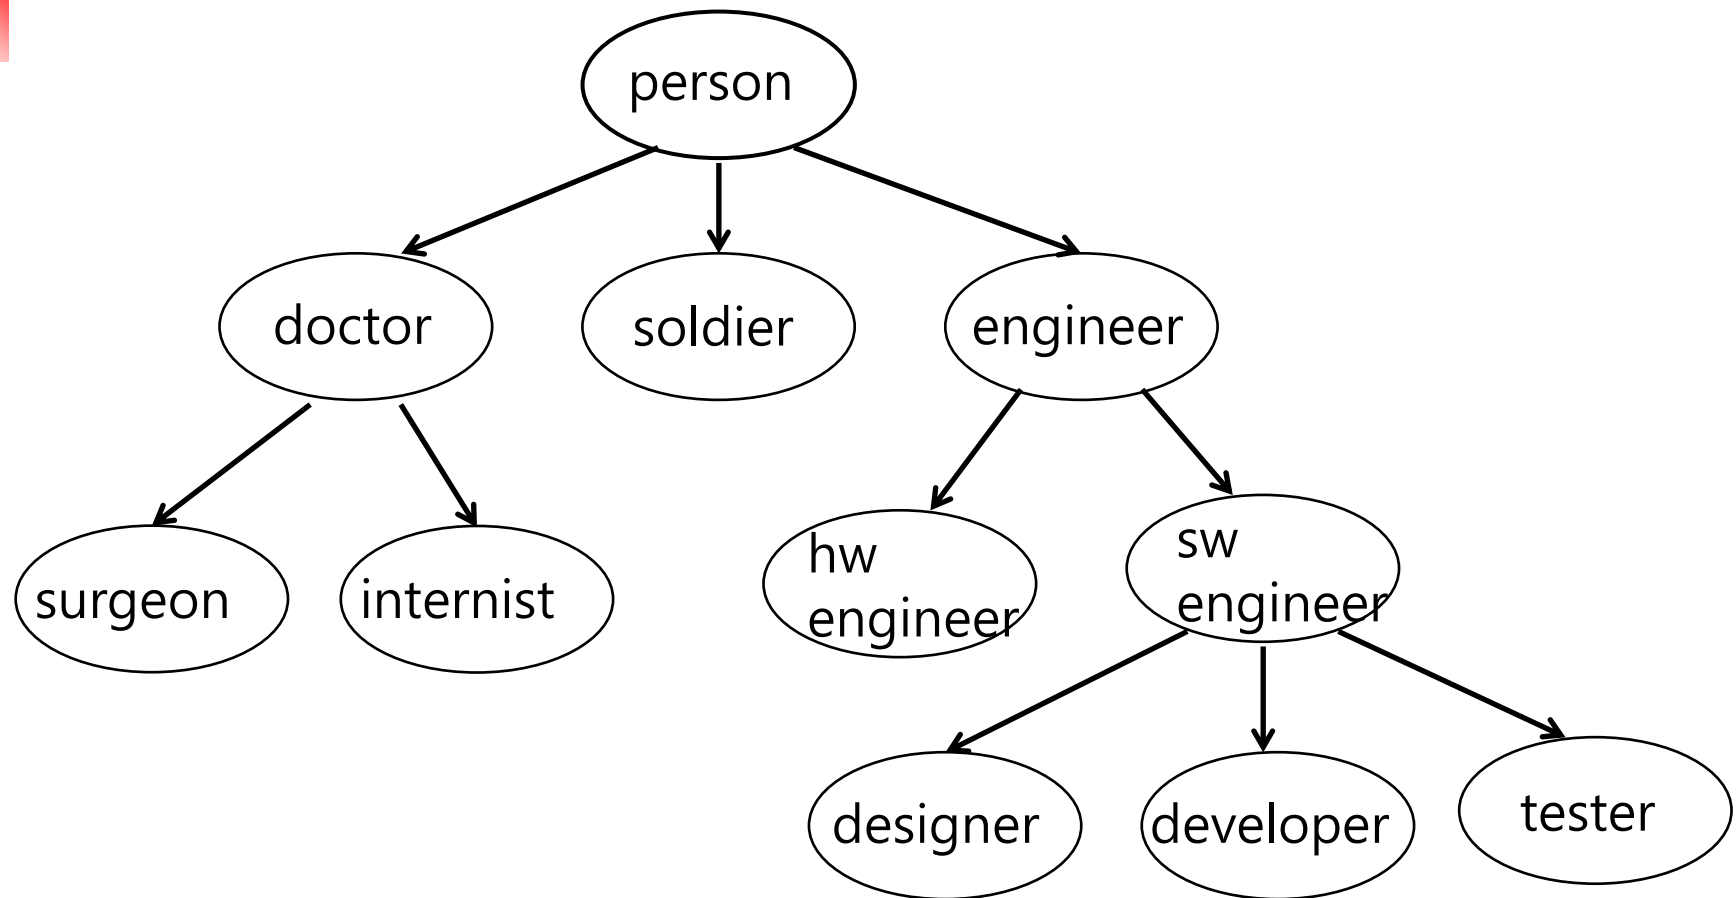 person
doctor
soldier
engineer
surgeon
internist
hw
engineer
sw
engineer
designer
developer
tester